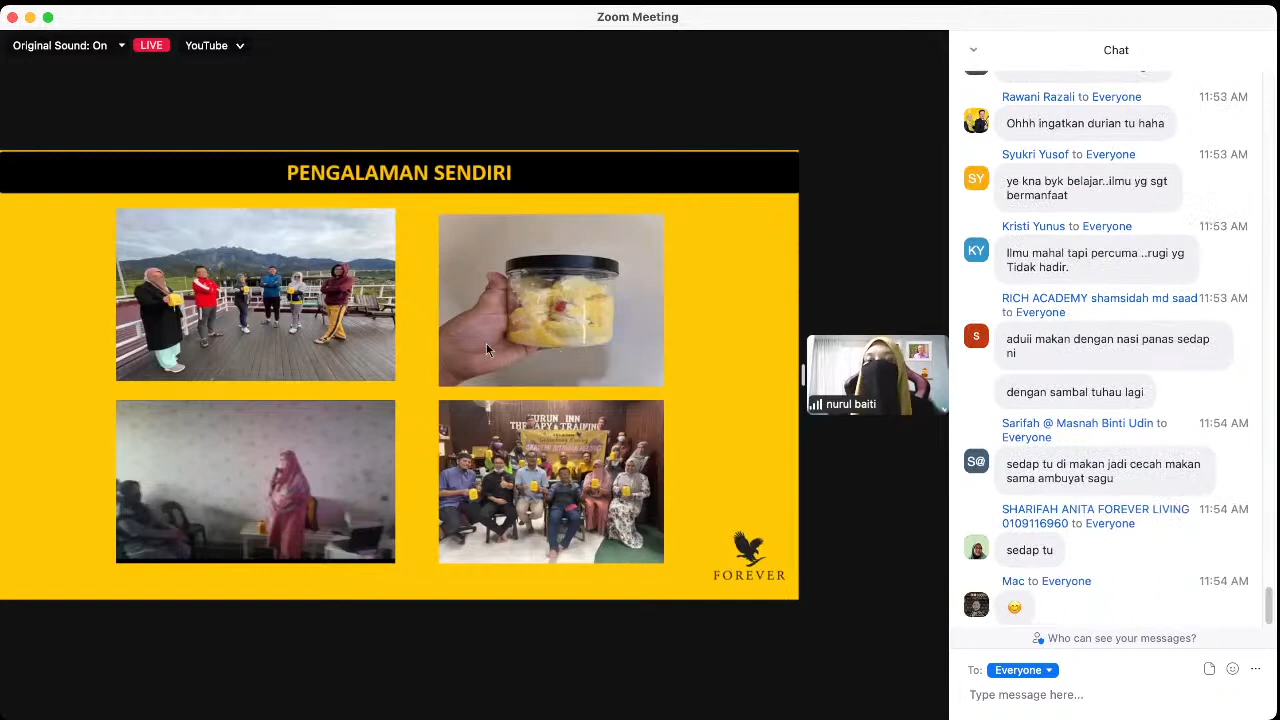 Zoom Meeting
Original Sound: On
LIVE
YouTube
PENGALAMAN SENDIRI
THERAPY & TRAINING
FOREVER
nurul baiti
Chat
Rawani Razali to Everyone 11:53 AM
Ohhh ingatkan durian tu haha
Syukri Yusof to Everyone 11:53 AM
SY
ye kna byk belajar..ilmu yg sgt
bermanfaat
Kristi Yunus to Everyone 11:53 AM
KY
Ilmu mahal tapi percuma ..rugi yg
Tidak hadir.
RICH ACADEMY shamsidah md saad 11:53 AM
to Everyone
S
aduii makan dengan nasi panas sedap
ni
dengan sambal tuhau lagi
Sarifah @ Masnah Binti Udin to 11:54 AM
Everyone
S@
sedap tu di makan jadi cecah makan
sama ambuyat sagu
SHARIFAH ANITA FOREVER LIVING 11:54 AM
0109116960 to Everyone
sedap tu
Mac to Everyone 11:54 AM
😊
Who can see your messages?
To: Everyone
Type message here...